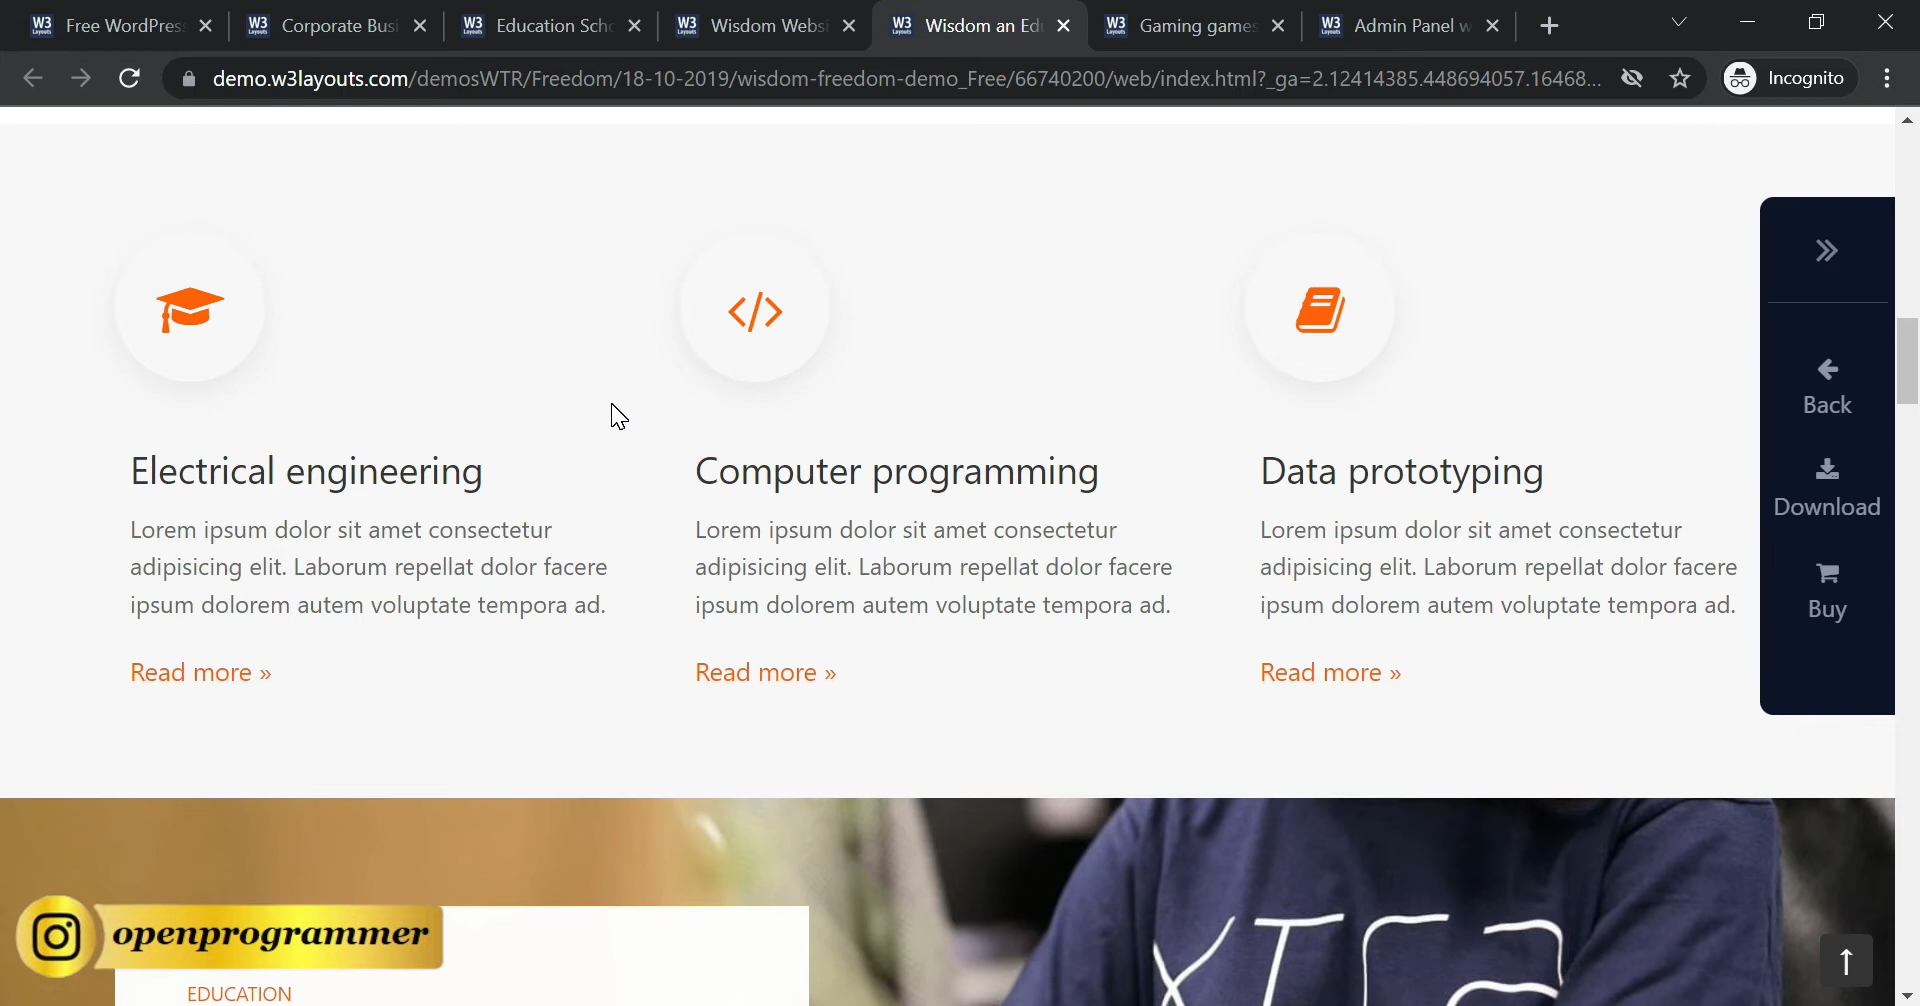 Free WordPres
Corporate Busi
Education Scho
Wisdom Websi
Wisdom an Ed
Gaming games
Admin Panel w
demo.w3layouts.com/demosWTR/Freedom/18-10-2019/wisdom-freedom-demo_Free/66740200/web/index.html?_ga=2.12414385.448694057.16468...
Incognito
Electrical engineering
Lorem ipsum dolor sit amet consectetur
adipisicing elit. Laborum repellat dolor facere
ipsum dolorem autem voluptate tempora ad.
Read more »
Computer programming
Lorem ipsum dolor sit amet consectetur
adipisicing elit. Laborum repellat dolor facere
ipsum dolorem autem voluptate tempora ad.
Read more »
Data prototyping
Lorem ipsum dolor sit amet consectetur
adipisicing elit. Laborum repellat dolor facere
ipsum dolorem autem voluptate tempora ad.
Read more »
Back
Download
Buy
openprogrammer
EDUCATION